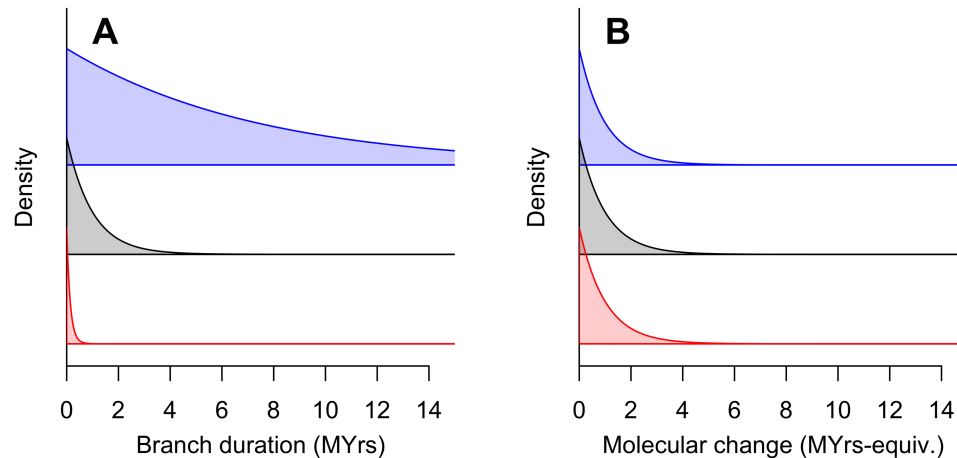 A
Density
0 2 4 6 8 10 12 14
Branch duration (MYrs)
B
Density
0 2 4 6 8 10 12 14
Molecular change (MYrs-equiv.)